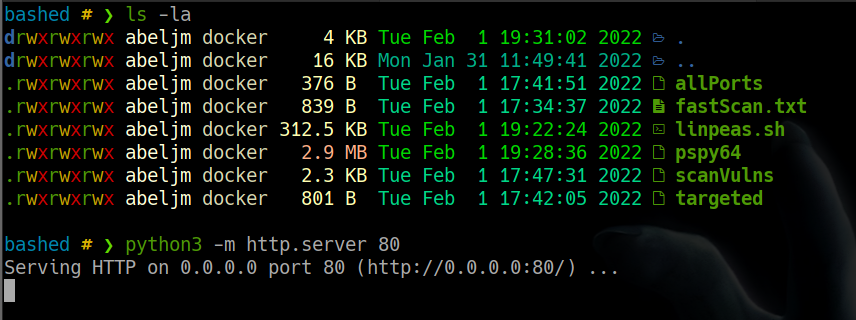 bashed # ❯ ls -la
drwxrwxrwx abeljm docker 4 KB Tue Feb 1 19:31:02 2022 .
drwxrwxrwx abeljm docker 16 KB Mon Jan 31 11:49:41 2022 ..
.rwxrwxrwx abeljm docker 376 B Tue Feb 1 17:41:51 2022 allPorts
.rwxrwxrwx abeljm docker 839 B Tue Feb 1 17:34:37 2022 fastScan.txt
.rwxrwxrwx abeljm docker 312.5 KB Tue Feb 1 19:22:24 2022 linpeas.sh
.rwxrwxrwx abeljm docker 2.9 MB Tue Feb 1 19:28:36 2022 pspy64
.rwxrwxrwx abeljm docker 2.3 KB Tue Feb 1 17:47:31 2022 scanVulns
.rwxrwxrwx abeljm docker 801 B Tue Feb 1 17:42:05 2022 targeted
bashed # ❯ python3 -m http.server 80
Serving HTTP on 0.0.0.0 port 80 (http://0.0.0.0:80/) ...